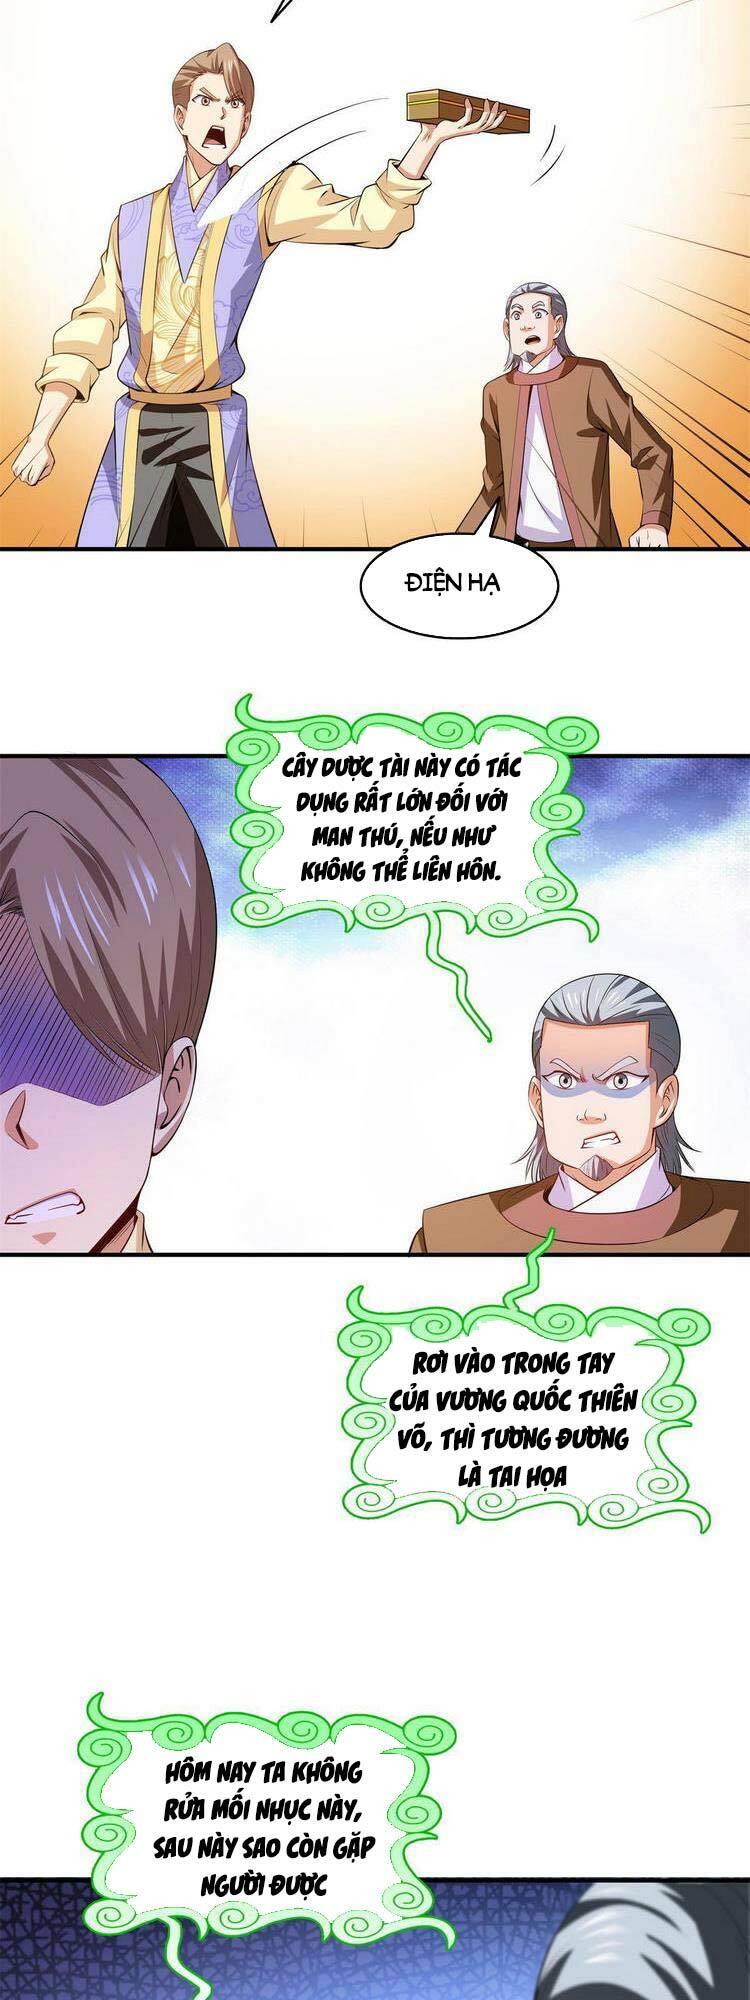 ĐIỆN HẠ
CÂY DƯỢC TÀI NÀY CÓ TÁC
DỤNG RẤT LỚN ĐỐI VỚI
MAN THÚ, NẾU NHƯ
KHÔNG THỂ LIÊN HÔN.
RƠI VÀO TRONG TAY
CỦA VƯƠNG QUỐC THIÊN
VÕ, THÌ TƯƠNG ĐƯƠNG
LÀ TAI HỌA
HÔM NAY TA KHÔNG
RỬA MỐI NHỤC NÀY,
SAU NÀY SAO CÒN GẶP
NGƯỜI ĐƯỢC